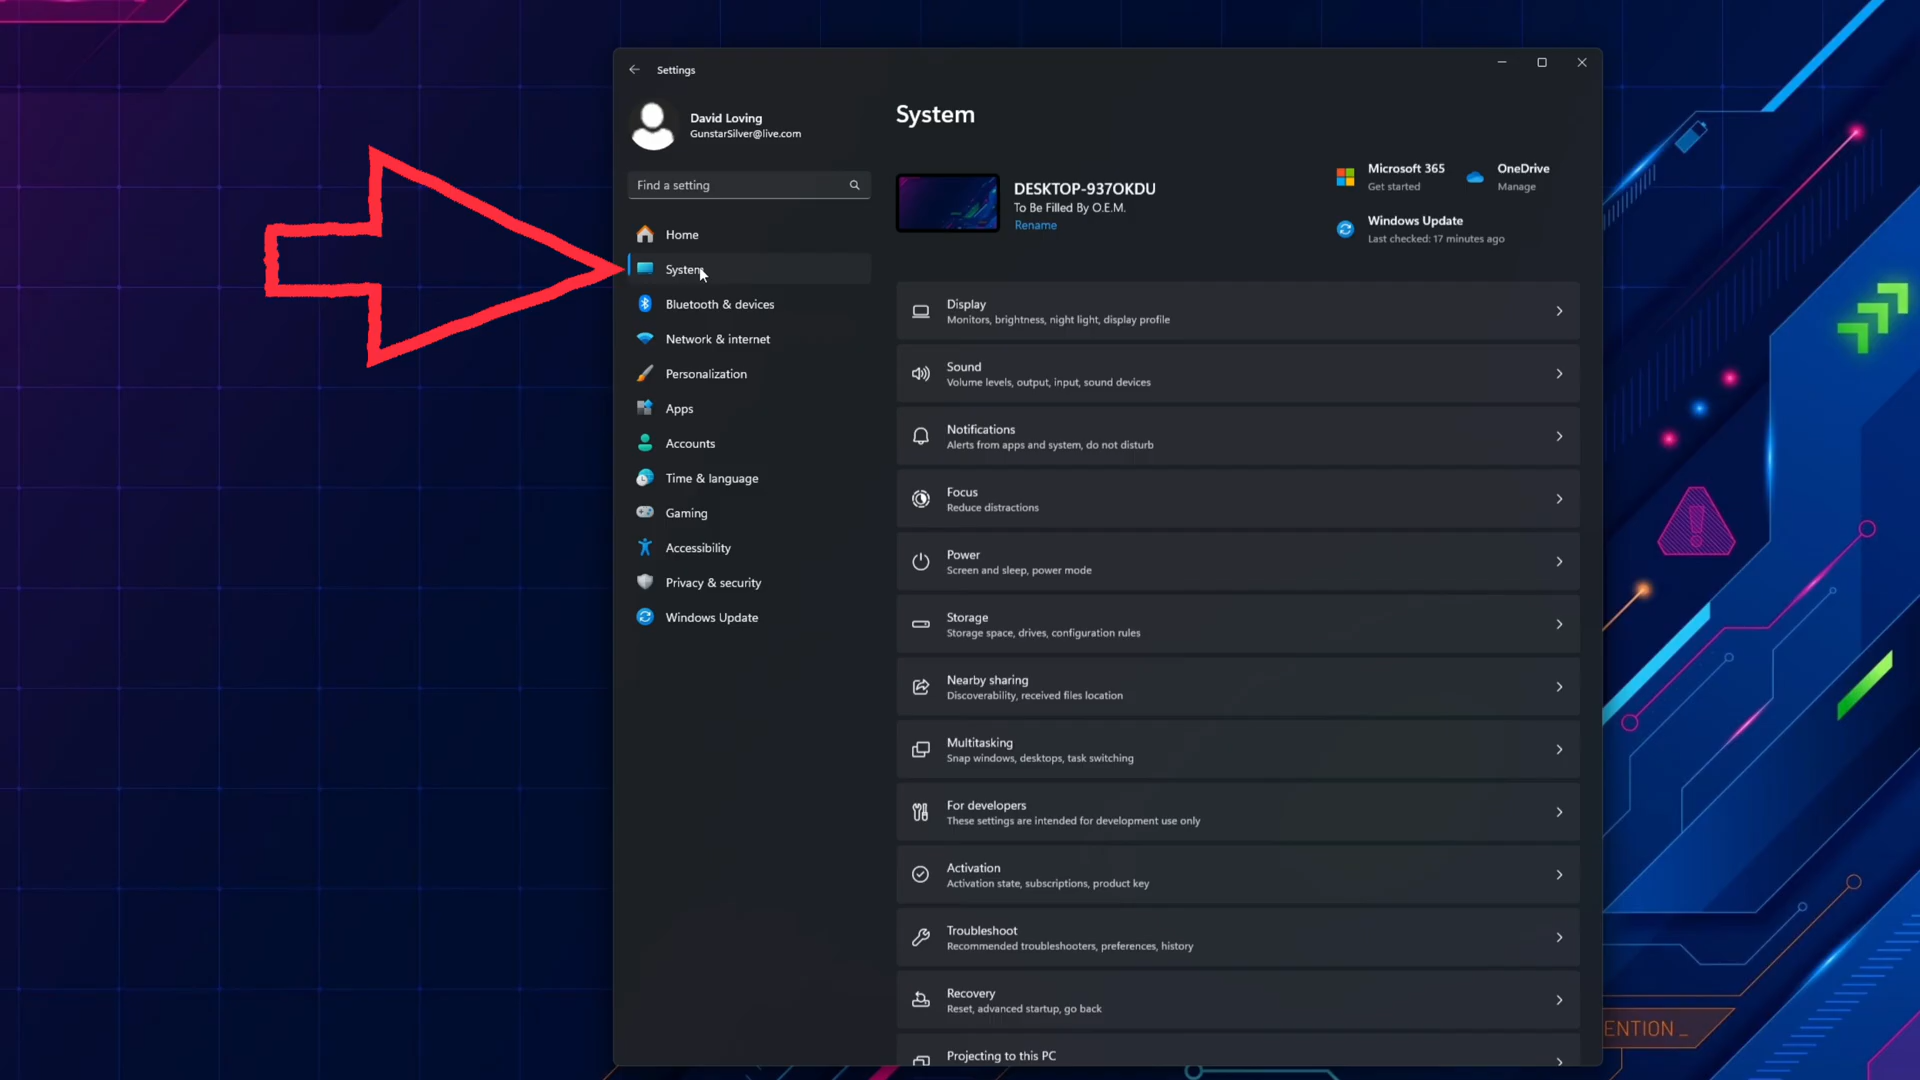 Settings
David Loving
GunstarSilver@live.com
Find a setting
Home
System
Bluetooth & devices
Network & internet
Personalization
Apps
Accounts
Time & language
Gaming
Accessibility
Privacy & security
Windows Update
System
DESKTOP-937OKDU
To Be Filled By O.E.M.
Rename
Microsoft 365
Get started
OneDrive
Manage
Windows Update
Last checked: 17 minutes ago
Display
Monitors, brightness, night light, display profile
Sound
Volume levels, output, input, sound devices
Notifications
Alerts from apps and system, do not disturb
Focus
Reduce distractions
Power
Screen and sleep, power mode
Storage
Storage space, drives, configuration rules
Nearby sharing
Discoverability, received files location
Multitasking
Snap windows, desktops, task switching
For developers
These settings are intended for development use only
Activation
Activation state, subscriptions, product key
Troubleshoot
Recommended troubleshooters, preferences, history
Recovery
Reset, advanced startup, go back
Projecting to this PC
ENTION_